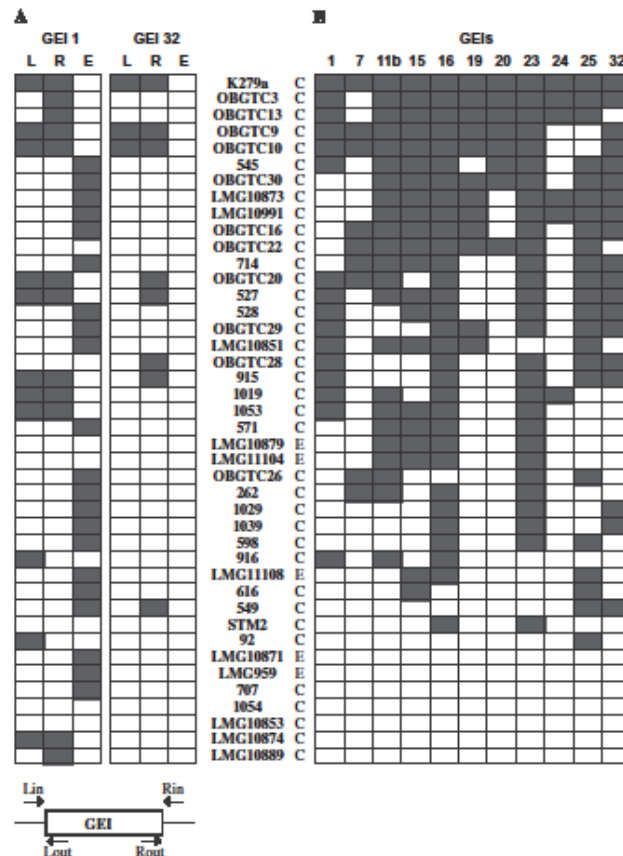 A B
GEI 1 GEI 32 GEIs
L R E L R E 1 7 11b 15 16 19 20 23 24 25 32
K279a C
OBGTC3 C
OBGTC13 C
OBGTC9 C
OBGTC10 C
545 C
OBGTC30 C
LMG10873 C
LMG10991 C
OBGTC16 C
OBGTC22 C
714 C
OBGTC20 C
527 C
528 C
OBGTC29 C
LMG10851 C
OBGTC28 C
915 C
1019 C
1053 C
571 C
LMG10879 E
LMG11104 E
OBGTC26 C
262 C
1029 C
1039 C
598 C
916 C
LMG11108 E
616 C
549 C
STM2 C
92 C
LMG10871 E
LMG959 E
707 C
1054 C
LMG10853 C
LMG10874 C
LMG10889 C
Lin Rin
GEI
Lout Rout